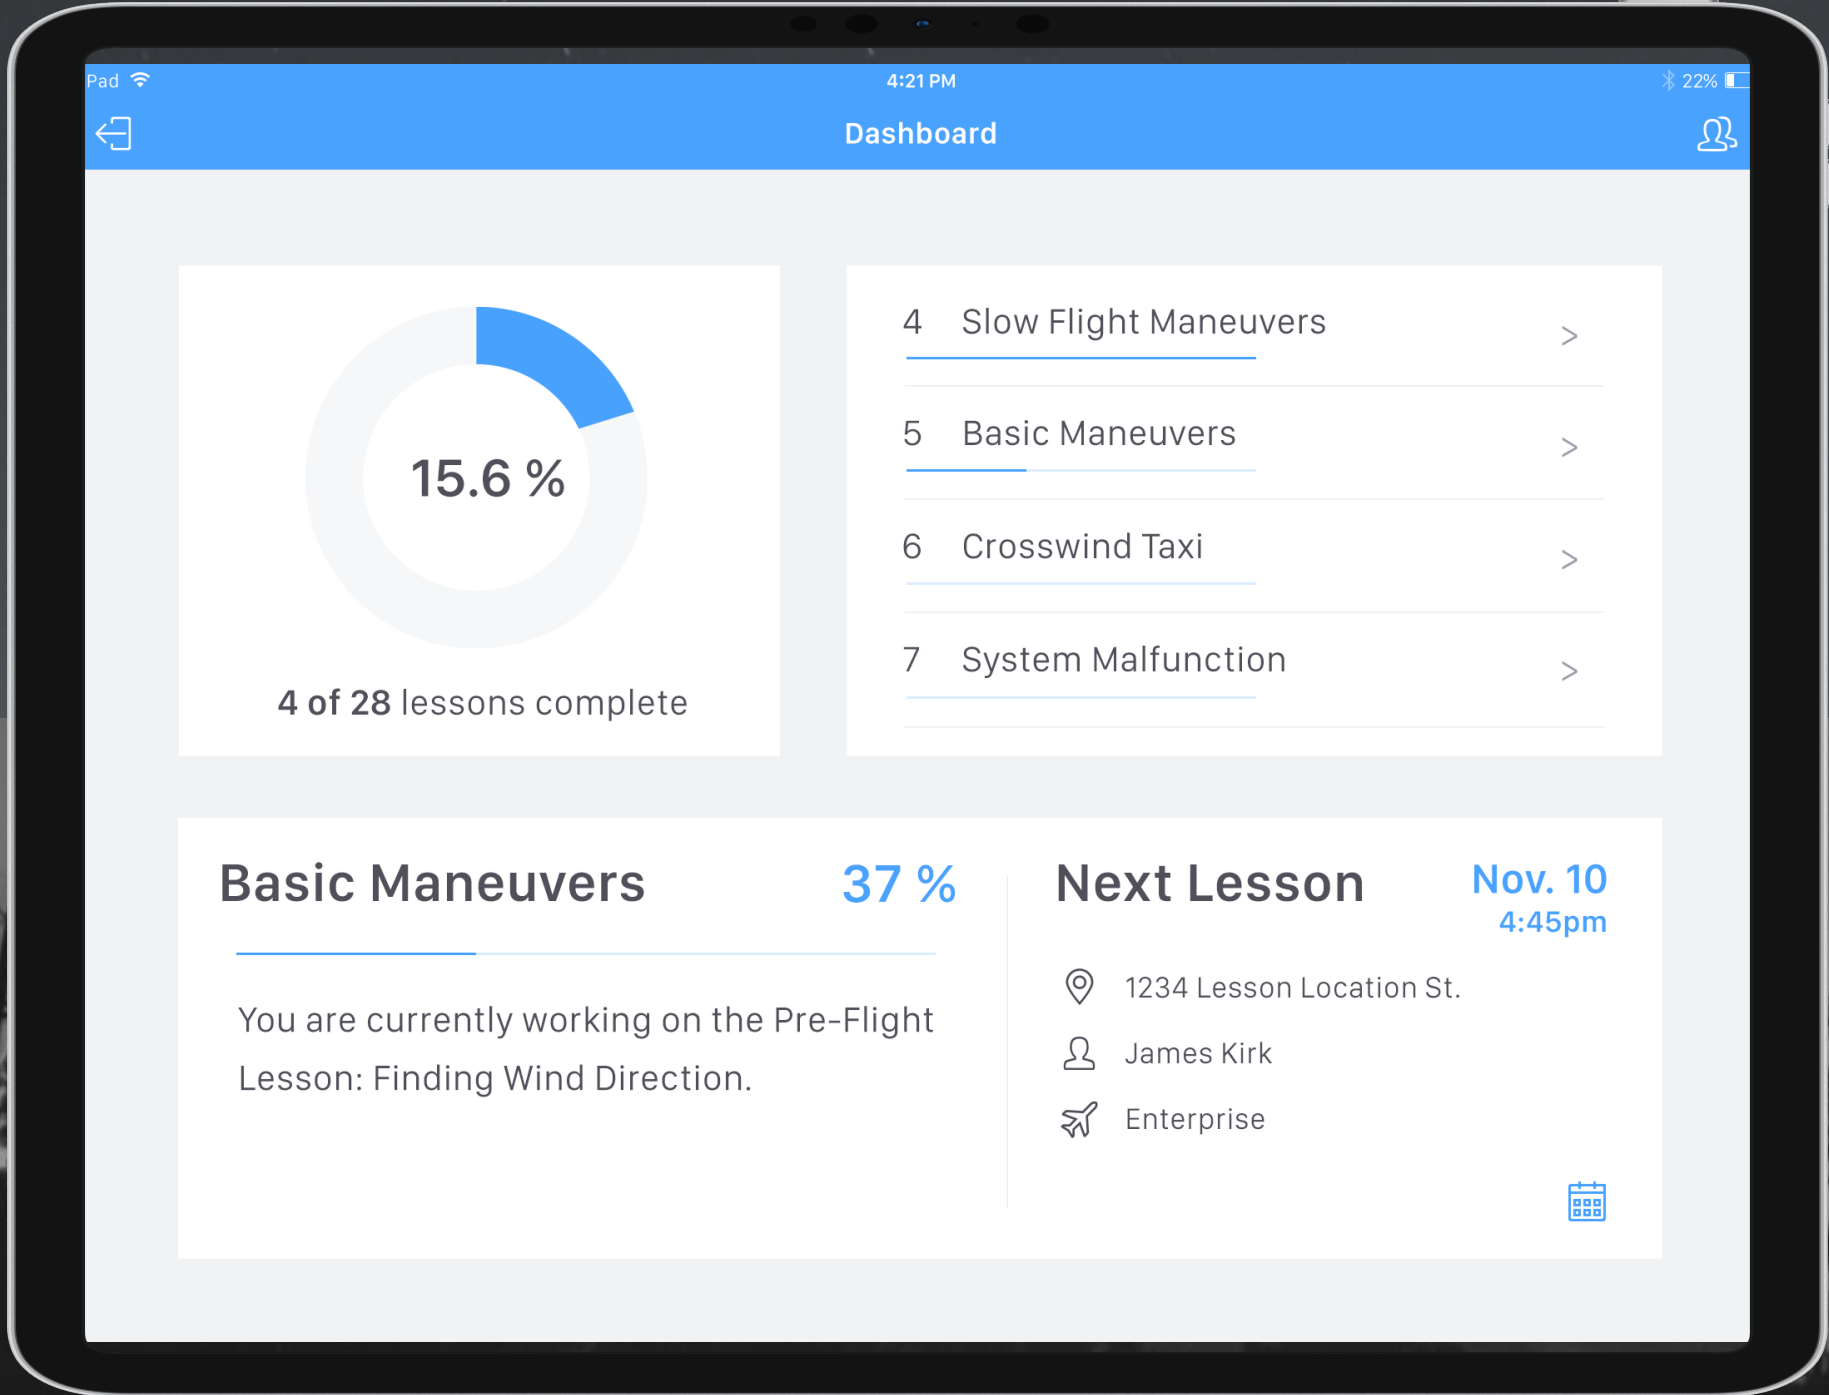 Pad
4:21 PM
22%
Dashboard
15.6 %
4 of 28 lessons complete
4 Slow Flight Maneuvers >
5 Basic Maneuvers >
6 Crosswind Taxi >
7 System Malfunction >
Basic Maneuvers 37 %
You are currently working on the Pre-Flight
Lesson: Finding Wind Direction.
Next Lesson
Nov. 10
4:45pm
1234 Lesson Location St.
James Kirk
Enterprise